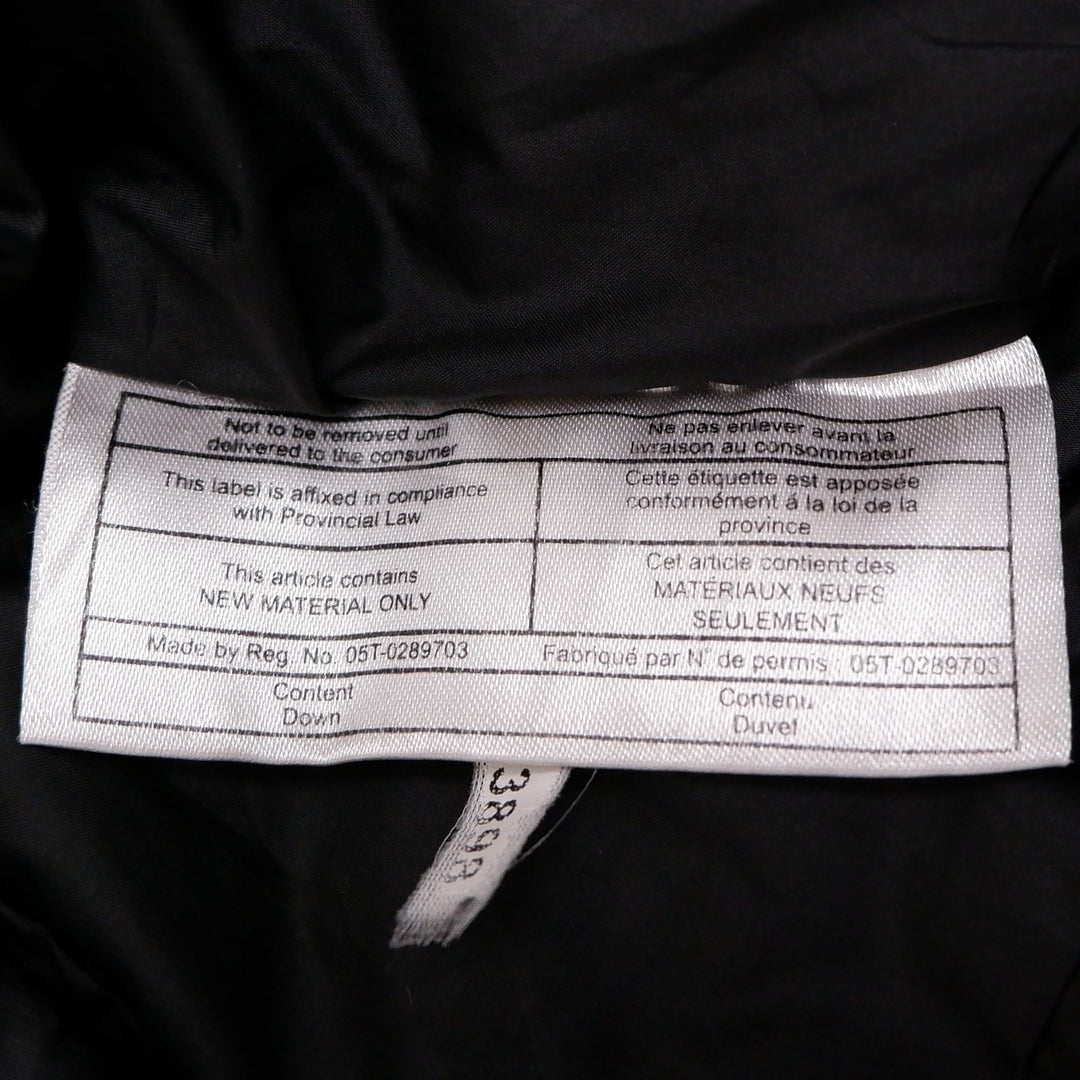 Not to be removed until
delivered to the consumer
Ne pas enlever avant la
livraison au consommateur
This label is affixed in compliance
with Provincial Law
Cette étiquette est apposée
conformément á la loi de la
province
This article contains
NEW MATERIAL ONLY
Cet article contient des
MATÉRIAUX NEUFS
SEULEMENT
Made by Reg. No. 05T-0289703
Fabriqué par N° de permis : 05T-0289703
Content
Down
Contenu
Duvet